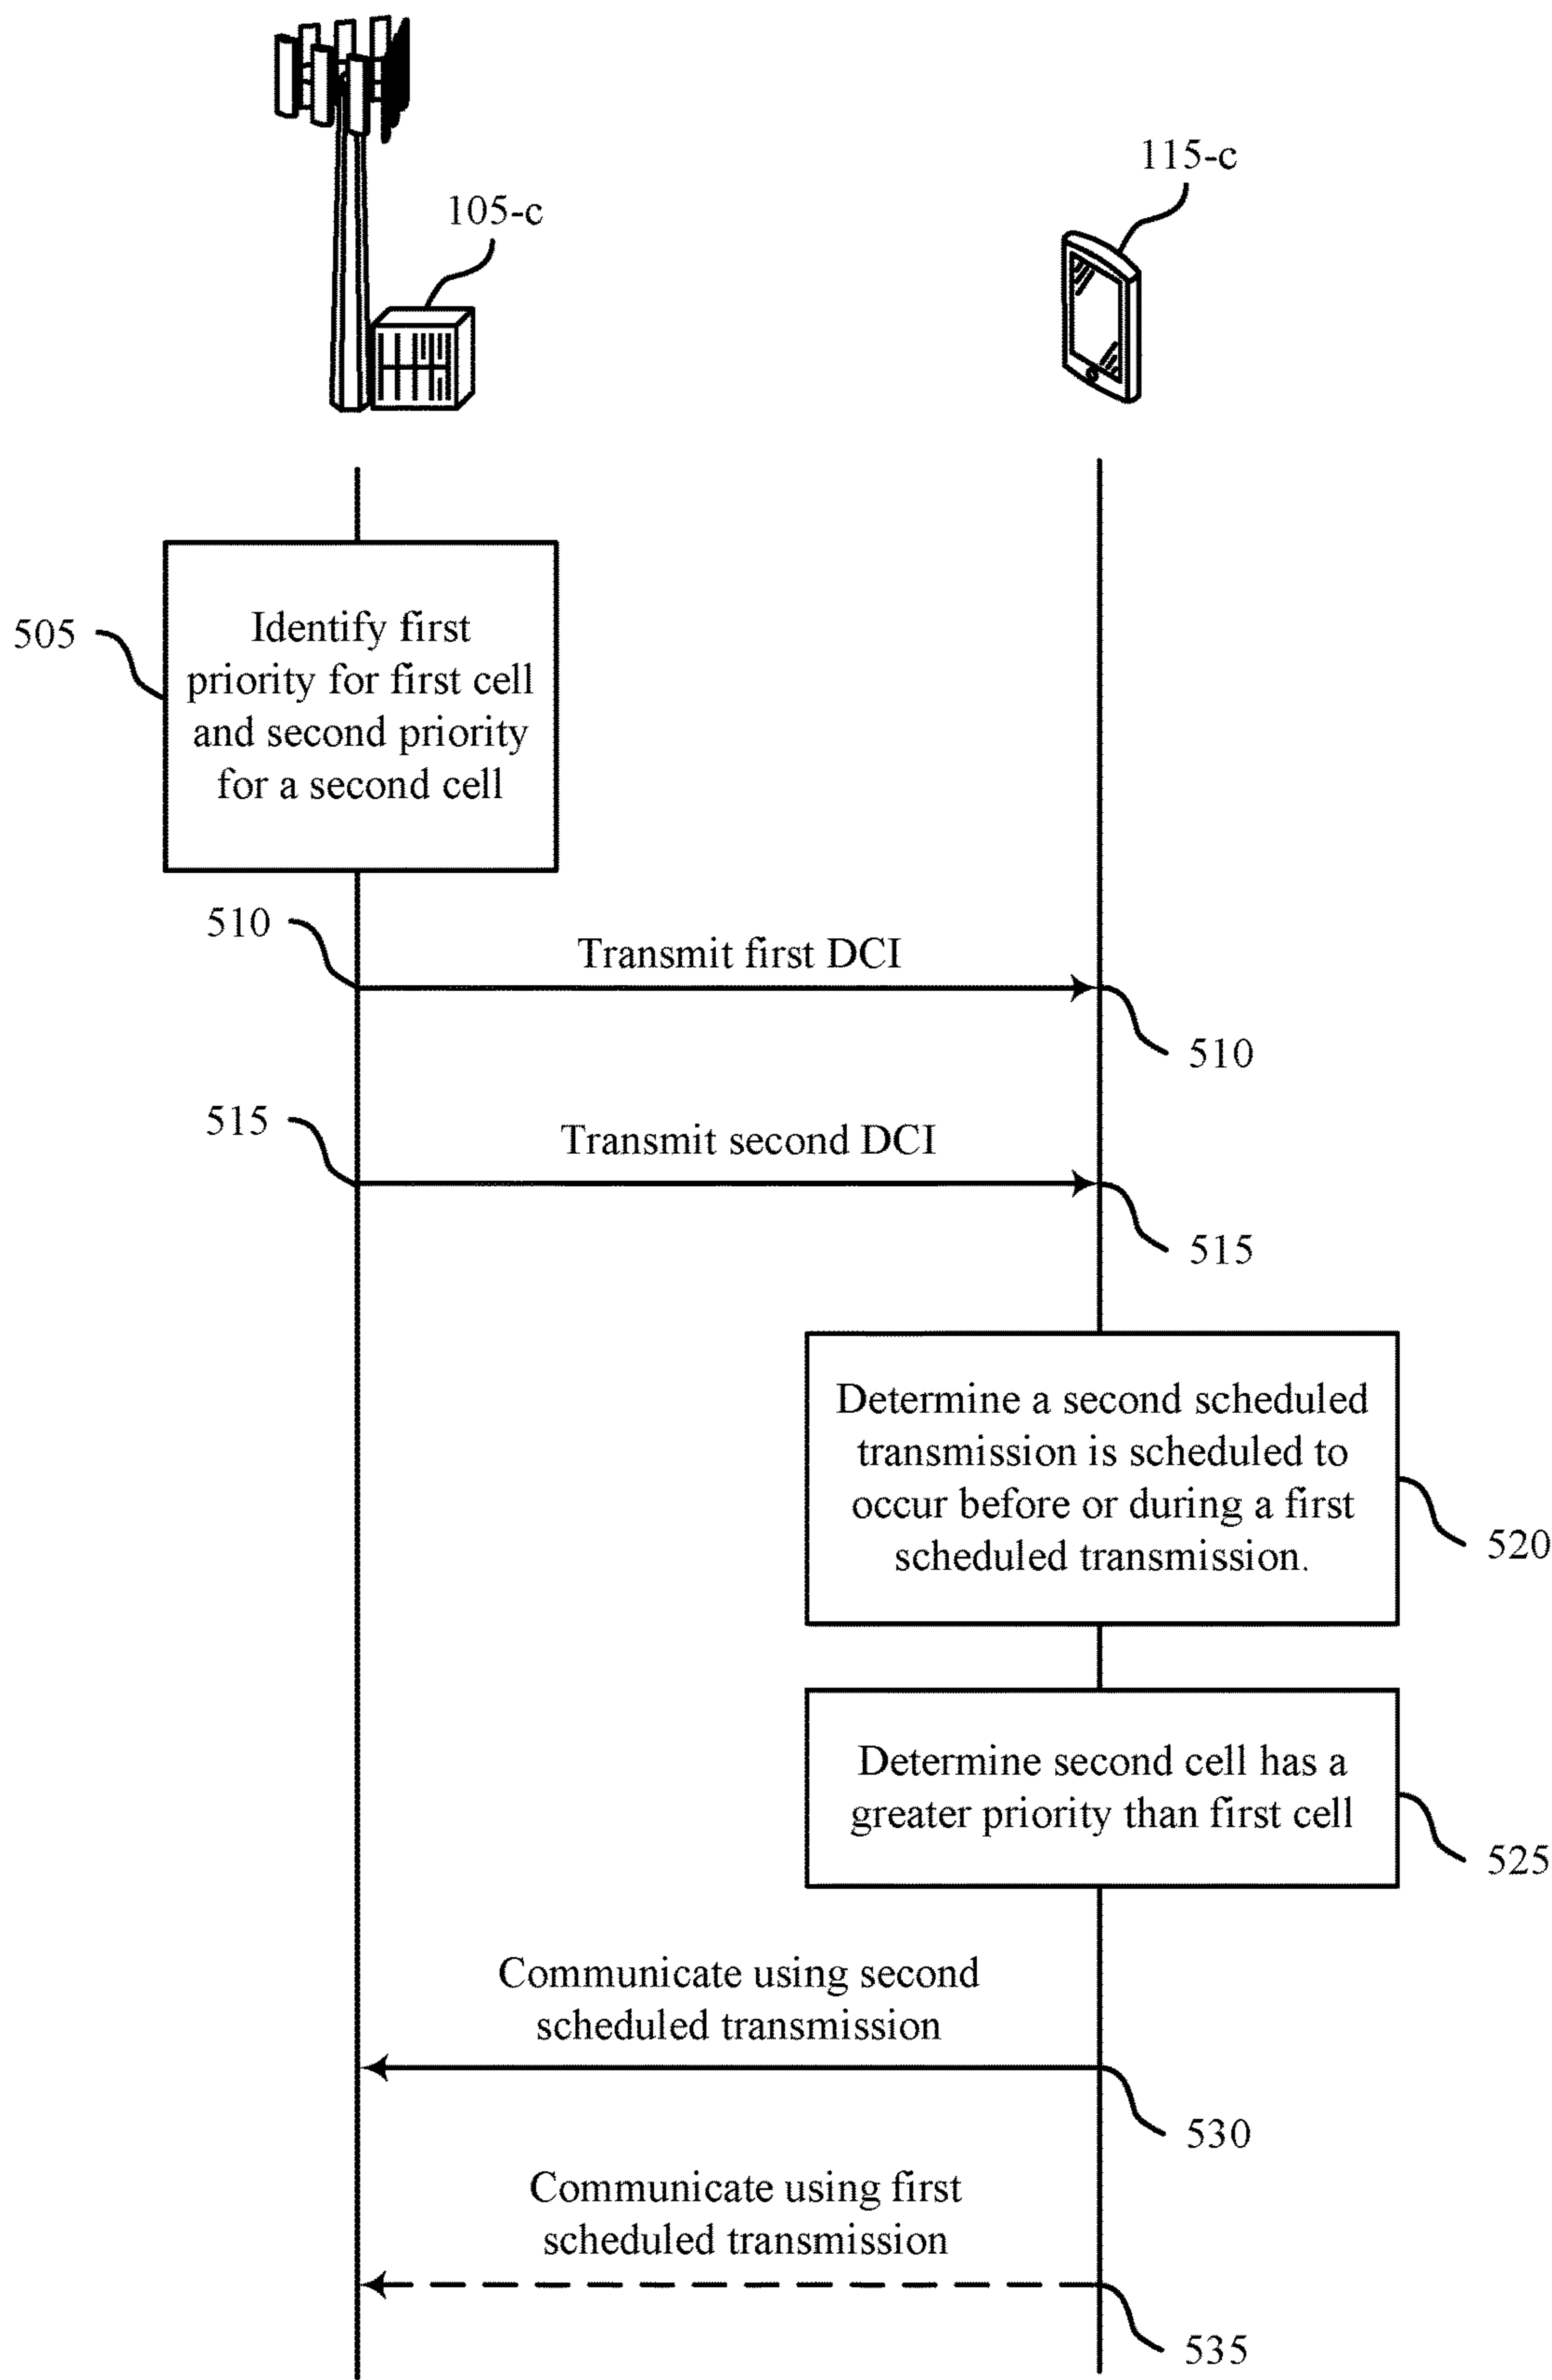 115-c
105-c
505
Identify first
priority for first cell
and second priority
for a second cell
510
Transmit first DCI
510
515
Transmit second DCI
515
Determine a second scheduled
transmission is scheduled to
occur before or during a first
scheduled transmission.
520
Determine second cell has a
greater priority than first cell
525
Communicate using second
scheduled transmission
530
Communicate using first
scheduled transmission
535